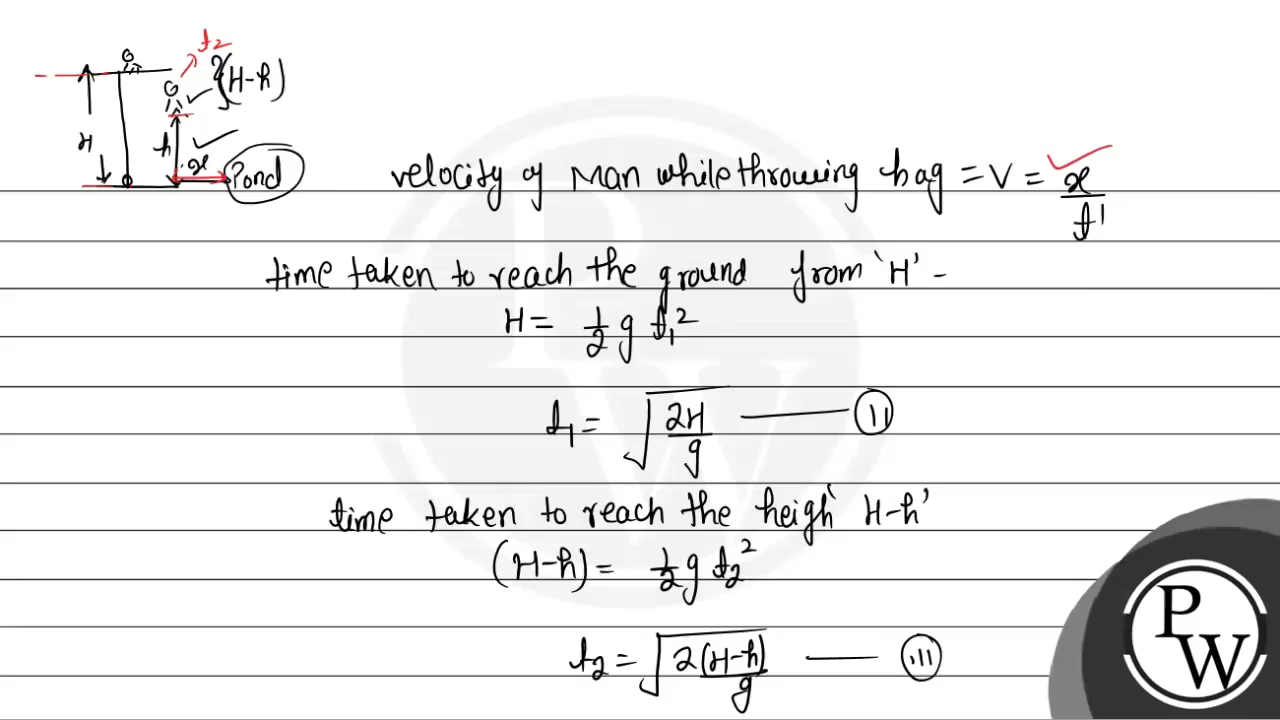 t2
(H-h)
H
h
x
Pond
velocity of Man while throwing bag = V = x/t'
time taken to reach the ground from 'H' -
H = 1/2 g t1²
t1 = √(2H/g) —— (II)
time taken to reach the heigh 'H-h'
(H-h) = 1/2 g t2²
t2 = √(2(H-h)/g) —— (III)
PW
PW